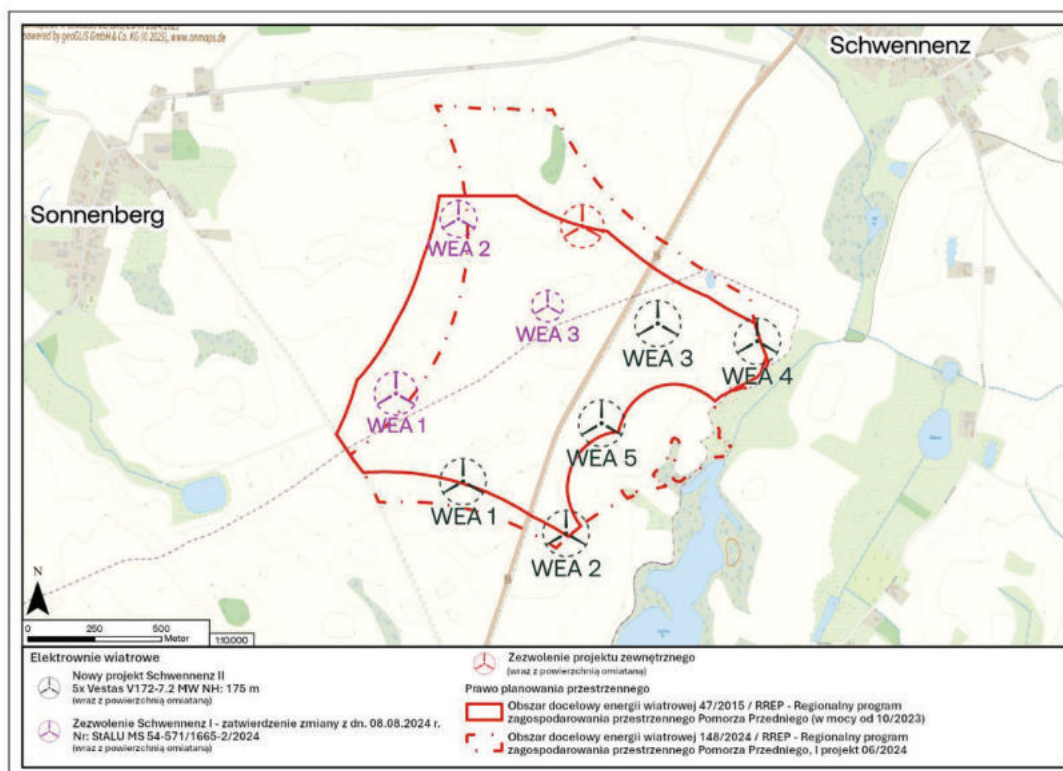 powered by geoGLIS GmbH & Co. KG (© 2025), www.onmaps.de
Schwennenz
Sonnenberg
WEA 2
WEA 3
WEA 3
WEA 4
WEA 1
WEA 5
WEA 1
WEA 2
N
0 250 500
Meter
1:10.000
Elektrownie wiatrowe
Nowy projekt Schwennenz II
5x Vestas V172-7.2 MW NH: 175 m
(wraz z powierzchnią omiataną)
Zezwolenie Schwennenz I - zatwierdzenie zmiany z dn. 08.08.2024 r.
Nr: StALU MS 54-571/1665-2/2024
(wraz z powierzchnią omiataną)
Zezwolenie projektu zewnętrznego
(wraz z powierzchnią omiataną)
Prawo planowania przestrzennego
Obszar docelowy energii wiatrowej 47/2015 / RREP - Regionalny program
zagospodarowania przestrzennego Pomorza Przedniego (w mocy od 10/2023)
Obszar docelowy energii wiatrowej 148/2024 / RREP - Regionalny program
zagospodarowania przestrzennego Pomorza Przedniego, I projekt 06/2024